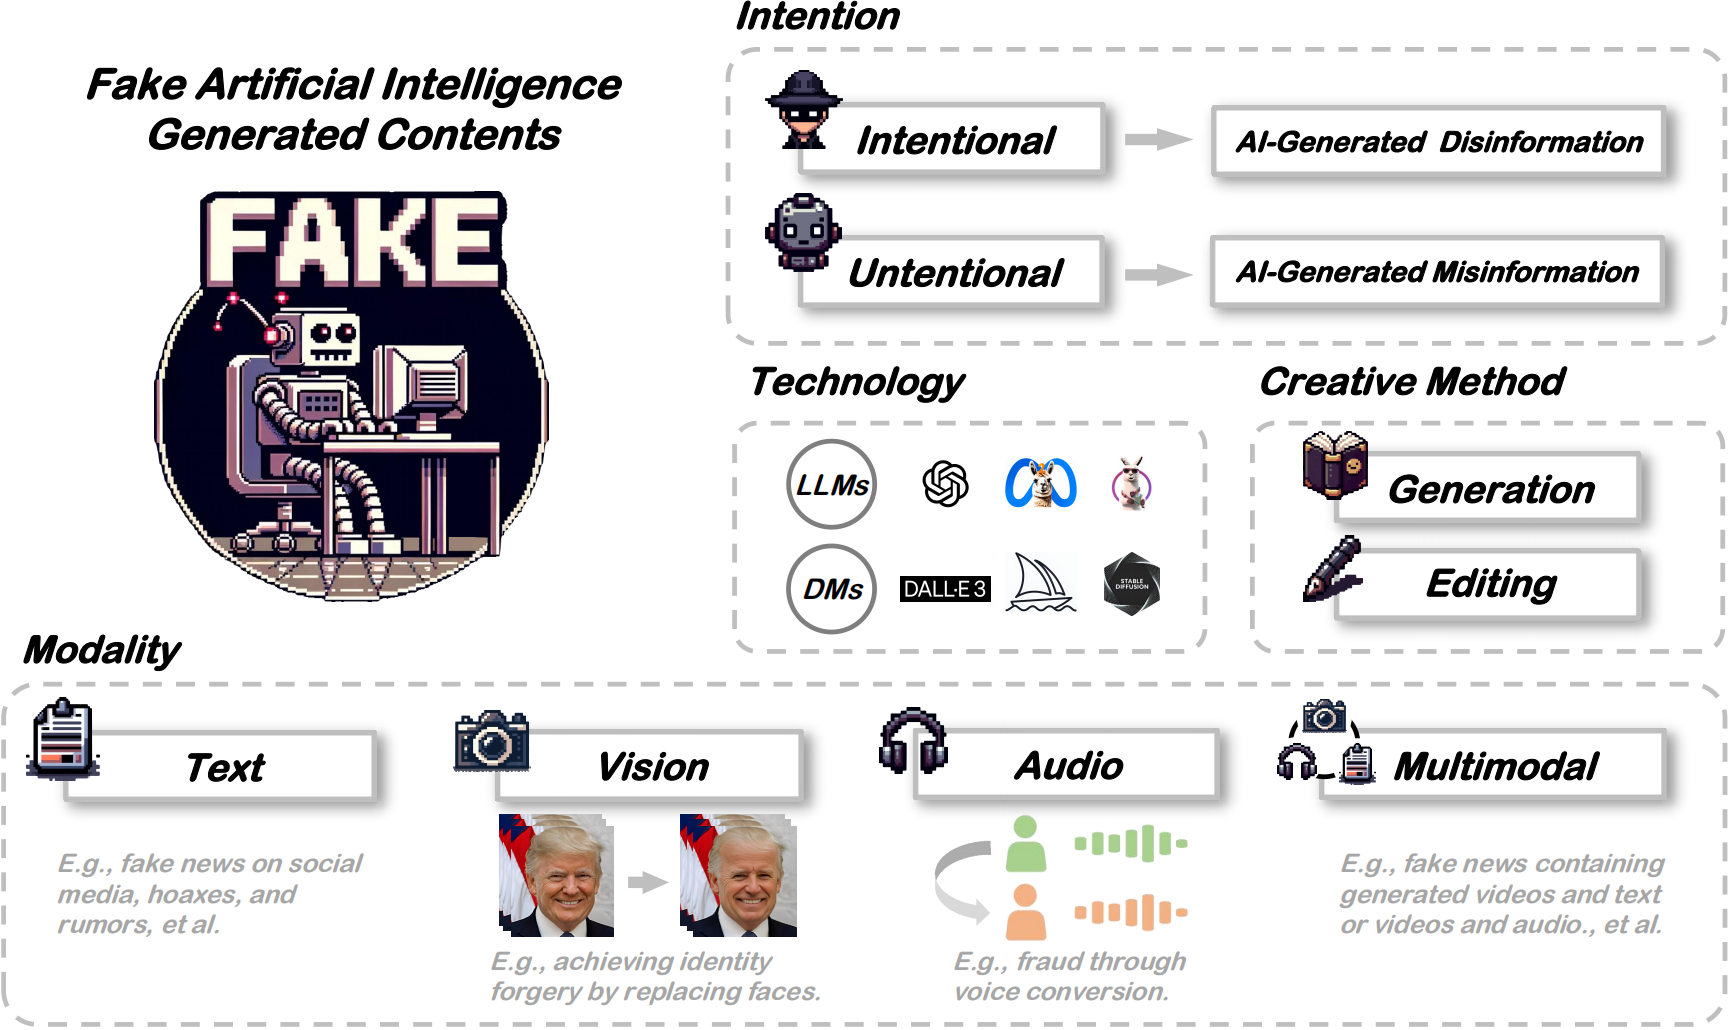 Fake Artificial Intelligence
Generated Contents
FAKE
Intention
Intentional
AI-Generated Disinformation
Untentional
AI-Generated Misinformation
Technology
LLMs
DMs
DALL·E 3
STABLE
DIFFUSION
Creative Method
Generation
Editing
Modality
Text
E.g., fake news on social
media, hoaxes, and
rumors, et al.
Vision
E.g., achieving identity
forgery by replacing faces.
Audio
E.g., fraud through
voice conversion.
Multimodal
E.g., fake news containing
generated videos and text
or videos and audio., et al.